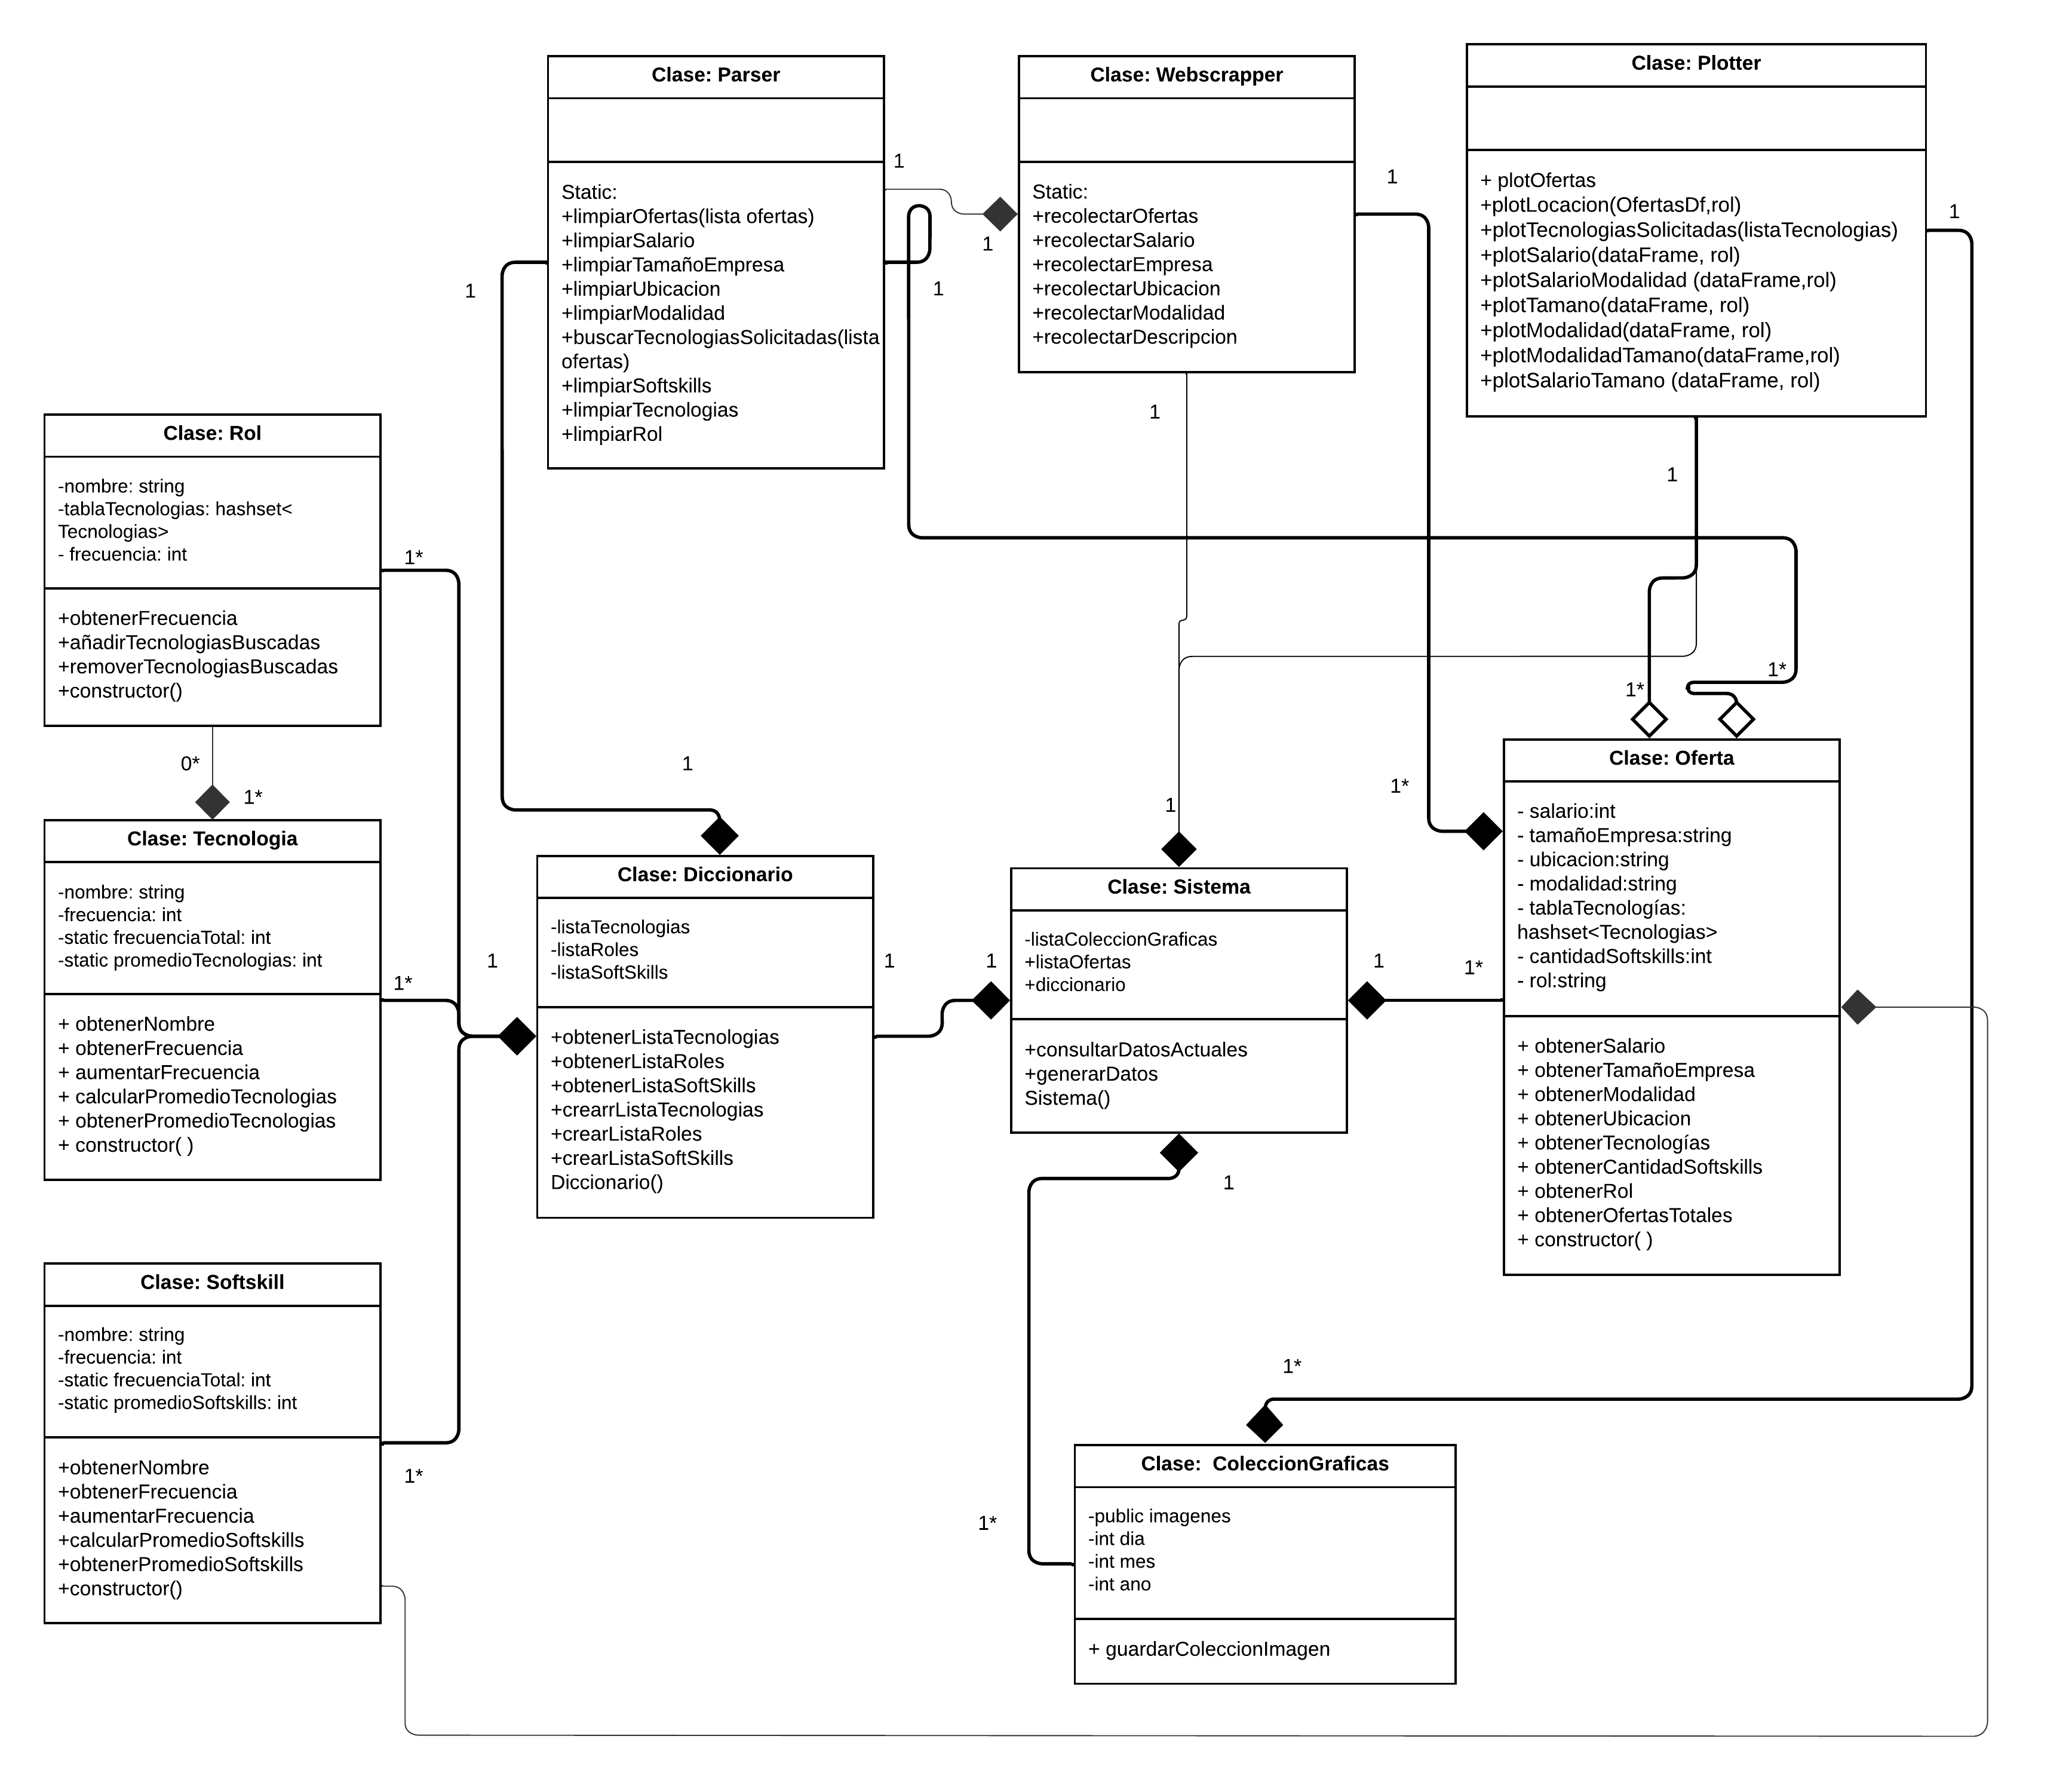 Clase: Parser
Static:
+limpiarOfertas(lista ofertas)
+limpiarSalario
+limpiarTamañoEmpresa
+limpiarUbicacion
+limpiarModalidad
+buscarTecnologiasSolicitadas(lista
ofertas)
+limpiarSoftskills
+limpiarTecnologias
+limpiarRol
1
1
1
1
Clase: Webscrapper
Static:
+recolectarOfertas
+recolectarSalario
+recolectarEmpresa
+recolectarUbicacion
+recolectarModalidad
+recolectarDescripcion
1
1
Clase: Plotter
+ plotOfertas
+plotLocacion(OfertasDf,rol)
+plotTecnologiasSolicitadas(listaTecnologias)
+plotSalario(dataFrame, rol)
+plotSalarioModalidad (dataFrame,rol)
+plotTamano(dataFrame, rol)
+plotModalidad(dataFrame, rol)
+plotModalidadTamano(dataFrame,rol)
+plotSalarioTamano (dataFrame, rol)
1
1
Clase: Rol
-nombre: string
-tablaTecnologias: hashset<
Tecnologias>
- frecuencia: int
+obtenerFrecuencia
+añadirTecnologiasBuscadas
+removerTecnologiasBuscadas
+constructor()
1*
0*
1*
Clase: Tecnologia
-nombre: string
-frecuencia: int
-static frecuenciaTotal: int
-static promedioTecnologias: int
+ obtenerNombre
+ obtenerFrecuencia
+ aumentarFrecuencia
+ calcularPromedioTecnologias
+ obtenerPromedioTecnologias
+ constructor( )
1*
1
1
Clase: Diccionario
-listaTecnologias
-listaRoles
-listaSoftSkills
+obtenerListaTecnologias
+obtenerListaRoles
+obtenerListaSoftSkills
+crearrListaTecnologias
+crearListaRoles
+crearListaSoftSkills
Diccionario()
1
1
1
Clase: Sistema
-listaColeccionGraficas
+listaOfertas
+diccionario
+consultarDatosActuales
+generarDatos
Sistema()
1
1*
1
1*
1*
1*
Clase: Oferta
- salario:int
- tamañoEmpresa:string
- ubicacion:string
- modalidad:string
- tablaTecnologías:
hashset<Tecnologias>
- cantidadSoftskills:int
- rol:string
+ obtenerSalario
+ obtenerTamañoEmpresa
+ obtenerModalidad
+ obtenerUbicacion
+ obtenerTecnologías
+ obtenerCantidadSoftskills
+ obtenerRol
+ obtenerOfertasTotales
+ constructor( )
Clase: Softskill
-nombre: string
-frecuencia: int
-static frecuenciaTotal: int
-static promedioSoftskills: int
+obtenerNombre
+obtenerFrecuencia
+aumentarFrecuencia
+calcularPromedioSoftskills
+obtenerPromedioSoftskills
+constructor()
1*
1*
1*
Clase:  ColeccionGraficas
-public imagenes
-int dia
-int mes
-int ano
+ guardarColeccionImagen